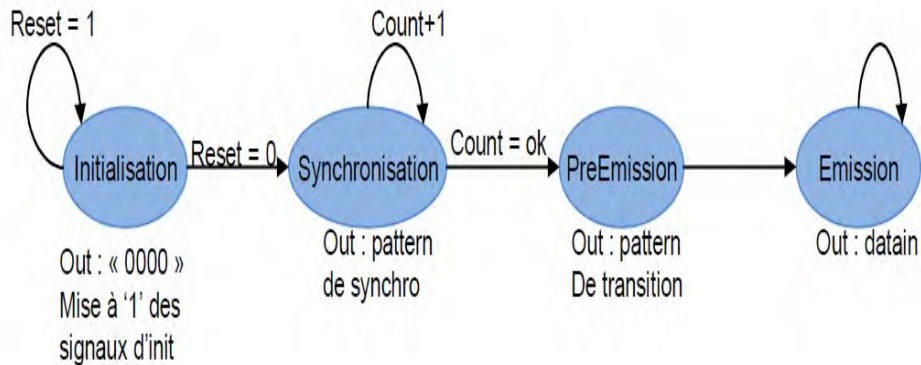 Reset = 1
Count+1
Initialisation
Reset = 0
Synchronisation
Count = ok
PreEmission
Emission
Out : « 0000 »
Mise à ‘1’ des
signaux d’init
Out : pattern
de synchro
Out : pattern
De transition
Out : datain